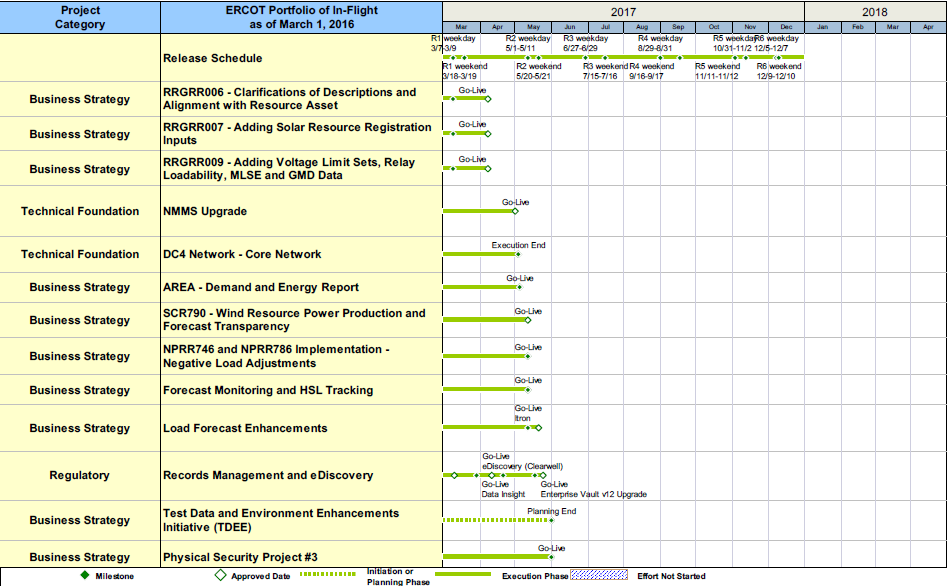 Project
Category
ERCOT Portfolio of In-Flight
as of March 1, 2016
2017
2018
Mar Apr May Jun Jul Aug Sep Oct Nov Dec Jan Feb Mar Apr
Release Schedule
R1 weekday R2 weekday R3 weekday R4 weekday R5 weekday R6 weekday
3/7-3/9 5/1-5/11 6/27-6/29 8/29-8/31 10/31-11/2 12/5-12/7
R1 weekend R2 weekend R3 weekend R4 weekend R5 weekend R6 weekend
3/18-3/19 5/20-5/21 7/15-7/16 9/16-9/17 11/11-11/12 12/9-12/10
Business Strategy
RRGRR006 - Clarifications of Descriptions and
Alignment with Resource Asset
Go-Live
Business Strategy
RRGRR007 - Adding Solar Resource Registration
Inputs
Go-Live
Business Strategy
RRGRR009 - Adding Voltage Limit Sets, Relay
Loadability, MLSE and GMD Data
Go-Live
Technical Foundation
NMMS Upgrade
Go-Live
Technical Foundation
DC4 Network - Core Network
Execution End
Business Strategy
AREA - Demand and Energy Report
Go-Live
Business Strategy
SCR790 - Wind Resource Power Production and
Forecast Transparency
Go-Live
Business Strategy
NPRR746 and NPRR786 Implementation -
Negative Load Adjustments
Go-Live
Business Strategy
Forecast Monitoring and HSL Tracking
Go-Live
Business Strategy
Load Forecast Enhancements
Go-Live
Itron
Regulatory
Records Management and eDiscovery
Go-Live
eDiscovery (Clearwell)
Go-Live
Data Insight
Go-Live
Enterprise Vault v12 Upgrade
Business Strategy
Test Data and Environment Enhancements
Initiative (TDEE)
Planning End
Business Strategy
Physical Security Project #3
Go-Live
Milestone
Approved Date
Initiation or
Planning Phase
Execution Phase
Effort Not Started